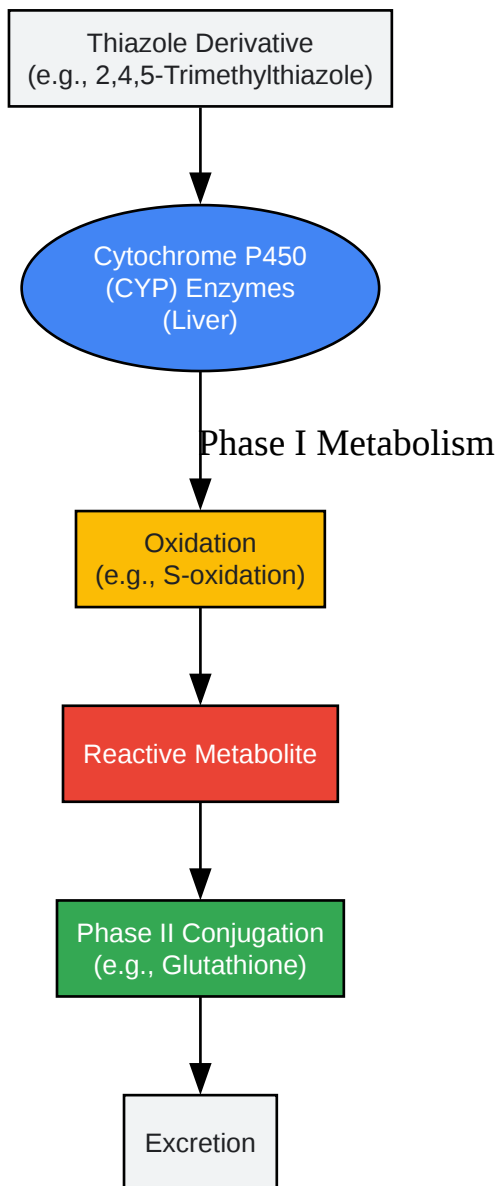 Thiazole Derivative
(e.g., 2,4,5-Trimethylthiazole)
Cytochrome P450
(CYP) Enzymes
(Liver)
Phase I Metabolism
Oxidation
(e.g., S-oxidation)
Reactive Metabolite
Phase II Conjugation
(e.g., Glutathione)
Excretion